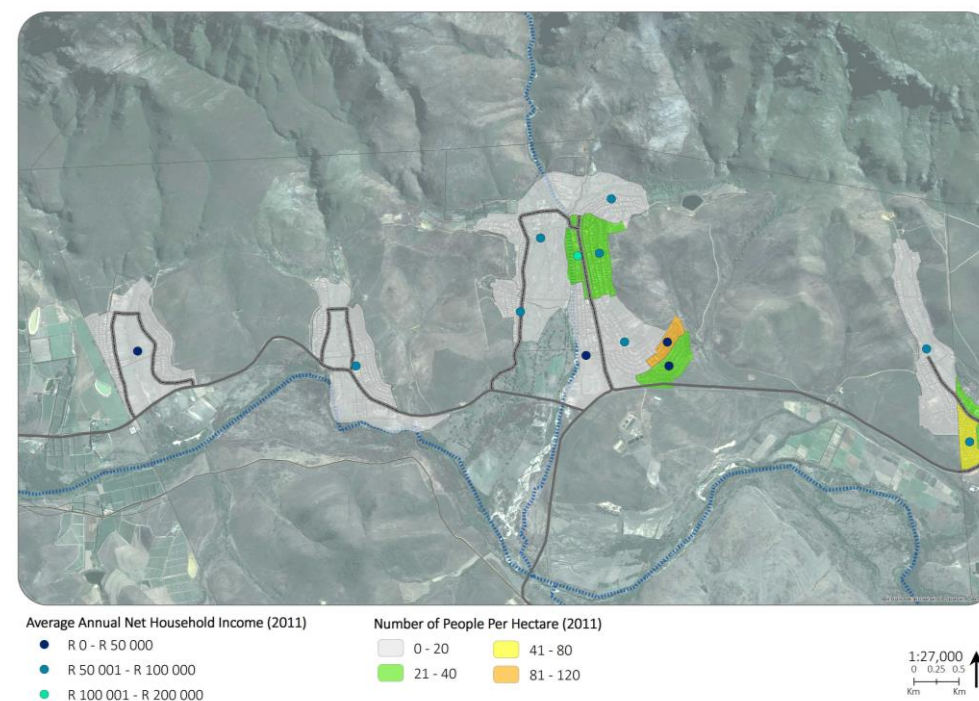 Average Annual Net Household Income (2011)
R 0 - R 50 000
R 50 001 - R 100 000
R 100 001 - R 200 000
Number of People Per Hectare (2011)
0 - 20
21 - 40
41 - 80
81 - 120
1:27,000
0 0.25 0.5
Km Km